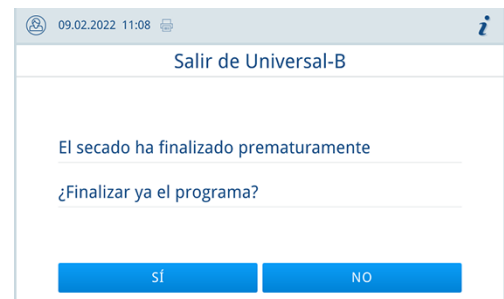 09.02.2022 11:08
Salir de Universal-B
El secado ha finalizado prematuramente
¿Finalizar ya el programa?
SÍ
NO